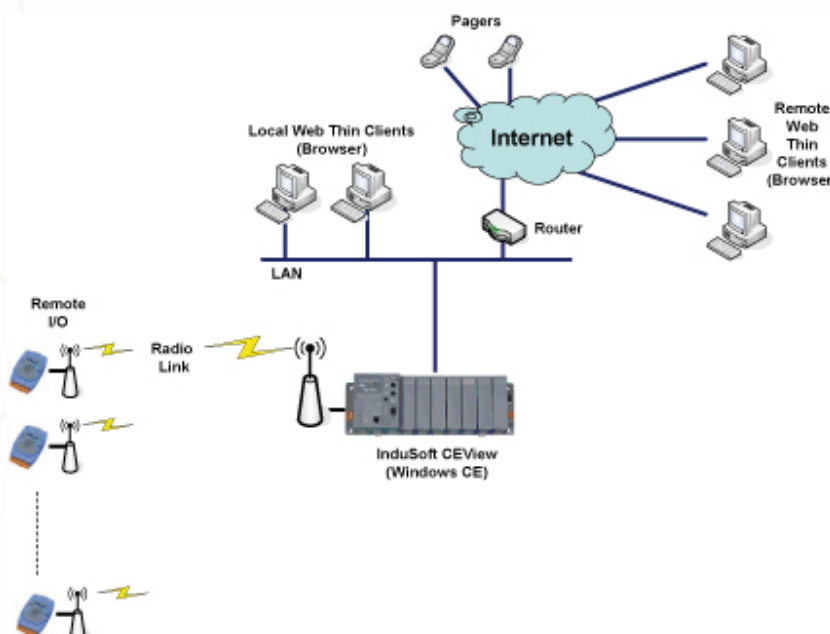 Pagers
Internet
Remote
Web
Thin
Clients
(Browser
Local Web Thin Clients
(Browser)
Router
LAN
Remote
I/O
Radio
Link
InduSoft CEView
(Windows CE)